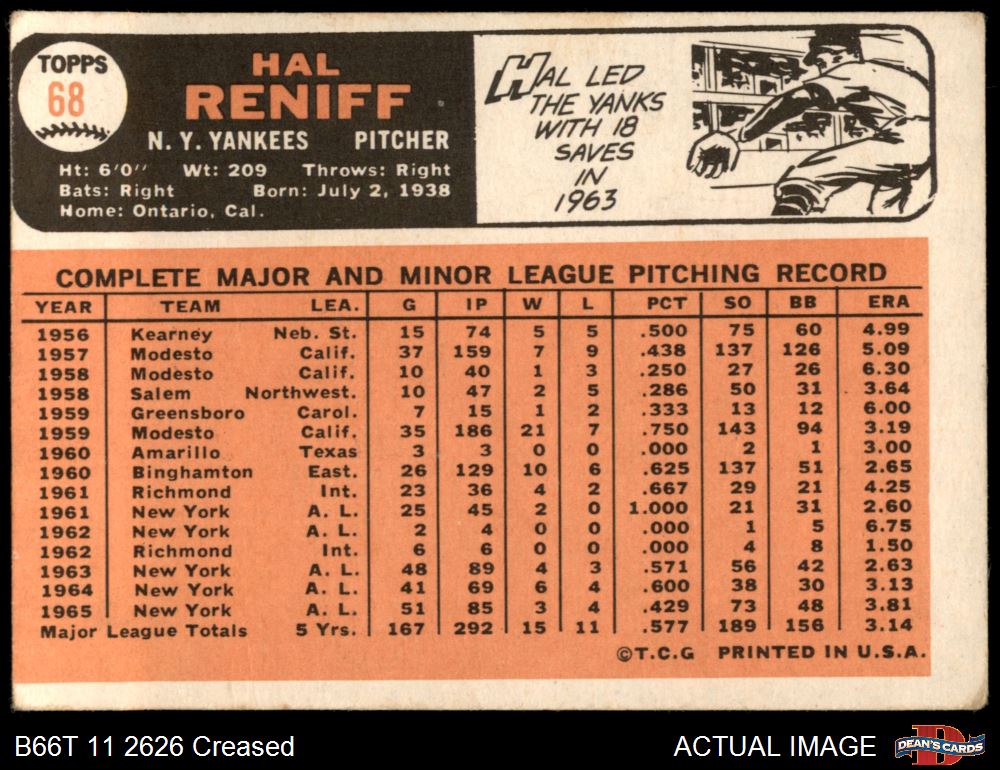 TOPPS
68
HAL
RENIFF
N. Y. YANKEES PITCHER
Ht: 6'0" Wt: 209 Throws: Right
Bats: Right Born: July 2, 1938
Home: Ontario, Cal.
HAL LED
THE YANKS
WITH 18
SAVES
IN
1963
COMPLETE MAJOR AND MINOR LEAGUE PITCHING RECORD
YEAR TEAM LEA. G IP W L PCT SO BB ERA
1956 Kearney Neb. St. 15 74 5 5 .500 75 60 4.99
1957 Modesto Calif. 37 159 7 9 .438 137 126 5.09
1958 Modesto Calif. 10 40 1 3 .250 27 26 6.30
1958 Salem Northwest. 10 47 2 5 .286 50 31 3.64
1959 Greensboro Carol. 7 15 1 2 .333 13 12 6.00
1959 Modesto Calif. 35 186 21 7 .750 143 94 3.19
1960 Amarillo Texas 3 3 0 0 .000 2 1 3.00
1960 Binghamton East. 26 129 10 6 .625 137 51 2.65
1961 Richmond Int. 23 36 4 2 .667 29 21 4.25
1961 New York A. L. 25 45 2 0 1.000 21 31 2.60
1962 New York A. L. 2 4 0 0 .000 1 5 6.75
1962 Richmond Int. 6 6 0 0 .000 4 8 1.50
1963 New York A. L. 48 89 4 3 .571 56 42 2.63
1964 New York A. L. 41 69 6 4 .600 38 30 3.13
1965 New York A. L. 51 85 3 4 .429 73 48 3.81
Major League Totals 5 Yrs. 167 292 15 11 .577 189 156 3.14
©T.C.G PRINTED IN U.S.A.
B66T 11 2626 Creased
ACTUAL IMAGE
DEAN'S CARDS